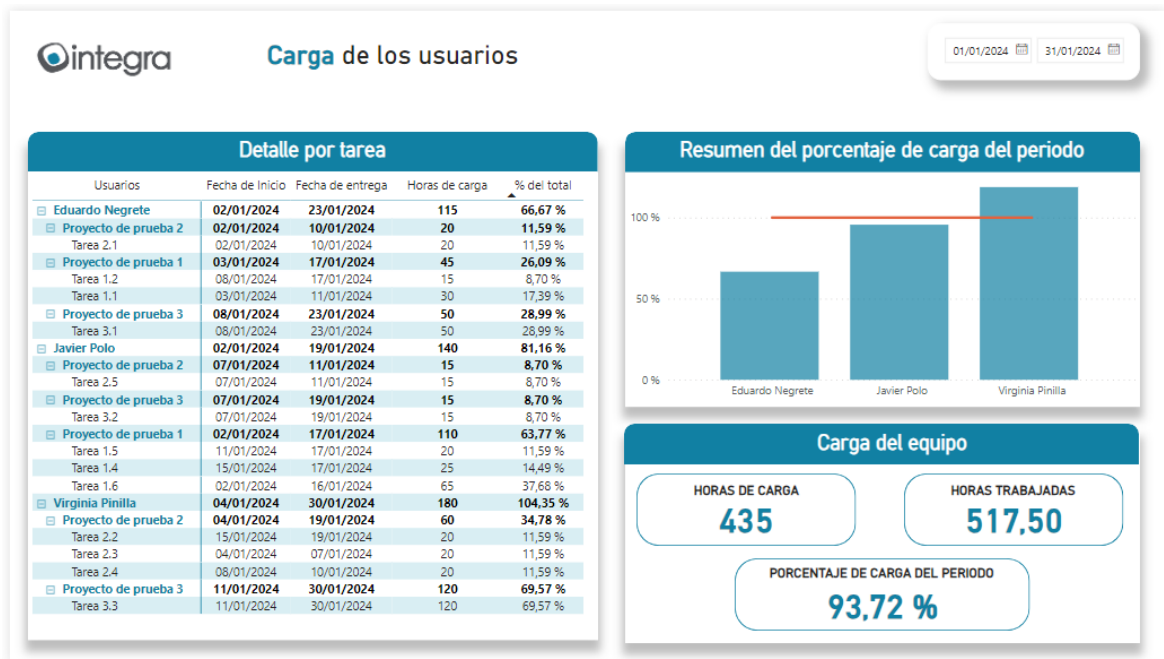 integra
Carga de los usuarios
01/01/2024 31/01/2024
Detalle por tarea
Usuarios Fecha de Inicio Fecha de entrega Horas de carga % del total
Eduardo Negrete 02/01/2024 23/01/2024 115 66,67 %
Proyecto de prueba 2 02/01/2024 10/01/2024 20 11,59 %
Tarea 2.1 02/01/2024 10/01/2024 20 11,59 %
Proyecto de prueba 1 03/01/2024 17/01/2024 45 26,09 %
Tarea 1.2 08/01/2024 17/01/2024 15 8,70 %
Tarea 1.1 03/01/2024 11/01/2024 30 17,39 %
Proyecto de prueba 3 08/01/2024 23/01/2024 50 28,99 %
Tarea 3.1 08/01/2024 23/01/2024 50 28,99 %
Javier Polo 02/01/2024 19/01/2024 140 81,16 %
Proyecto de prueba 2 07/01/2024 11/01/2024 15 8,70 %
Tarea 2.5 07/01/2024 11/01/2024 15 8,70 %
Proyecto de prueba 3 07/01/2024 19/01/2024 15 8,70 %
Tarea 3.2 07/01/2024 19/01/2024 15 8,70 %
Proyecto de prueba 1 02/01/2024 17/01/2024 110 63,77 %
Tarea 1.5 11/01/2024 17/01/2024 20 11,59 %
Tarea 1.4 15/01/2024 17/01/2024 25 14,49 %
Tarea 1.6 02/01/2024 16/01/2024 65 37,68 %
Virginia Pinilla 04/01/2024 30/01/2024 180 104,35 %
Proyecto de prueba 2 04/01/2024 19/01/2024 60 34,78 %
Tarea 2.2 15/01/2024 19/01/2024 20 11,59 %
Tarea 2.3 04/01/2024 07/01/2024 20 11,59 %
Tarea 2.4 08/01/2024 10/01/2024 20 11,59 %
Proyecto de prueba 3 11/01/2024 30/01/2024 120 69,57 %
Tarea 3.3 11/01/2024 30/01/2024 120 69,57 %
Resumen del porcentaje de carga del periodo
100 %
50 %
0 %
Eduardo Negrete Javier Polo Virginia Pinilla
Carga del equipo
HORAS DE CARGA
435
HORAS TRABAJADAS
517,50
PORCENTAJE DE CARGA DEL PERIODO
93,72 %